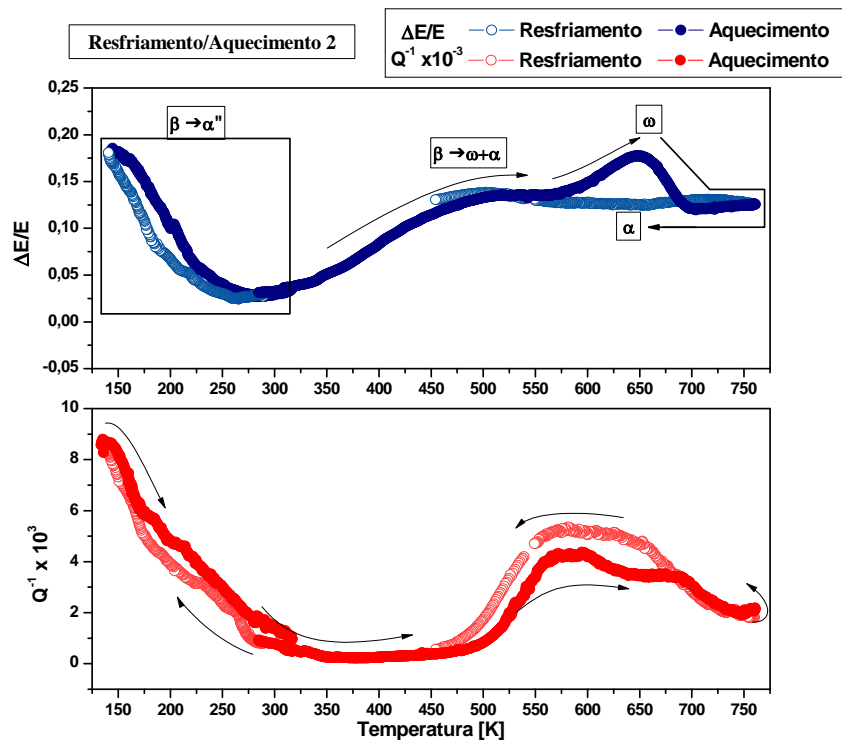 Resfriamento/Aquecimento 2
ΔE/E Resfriamento Aquecimento
Q⁻¹ x10⁻³ Resfriamento Aquecimento
0,25
0,20
0,15
0,10
0,05
0,00
-0,05
ΔE/E
β→α"
β→ω+α
ω
α
150 200 250 300 350 400 450 500 550 600 650 700 750
10
8
6
4
2
0
Q⁻¹ x 10³
150 200 250 300 350 400 450 500 550 600 650 700 750
Temperatura [K]